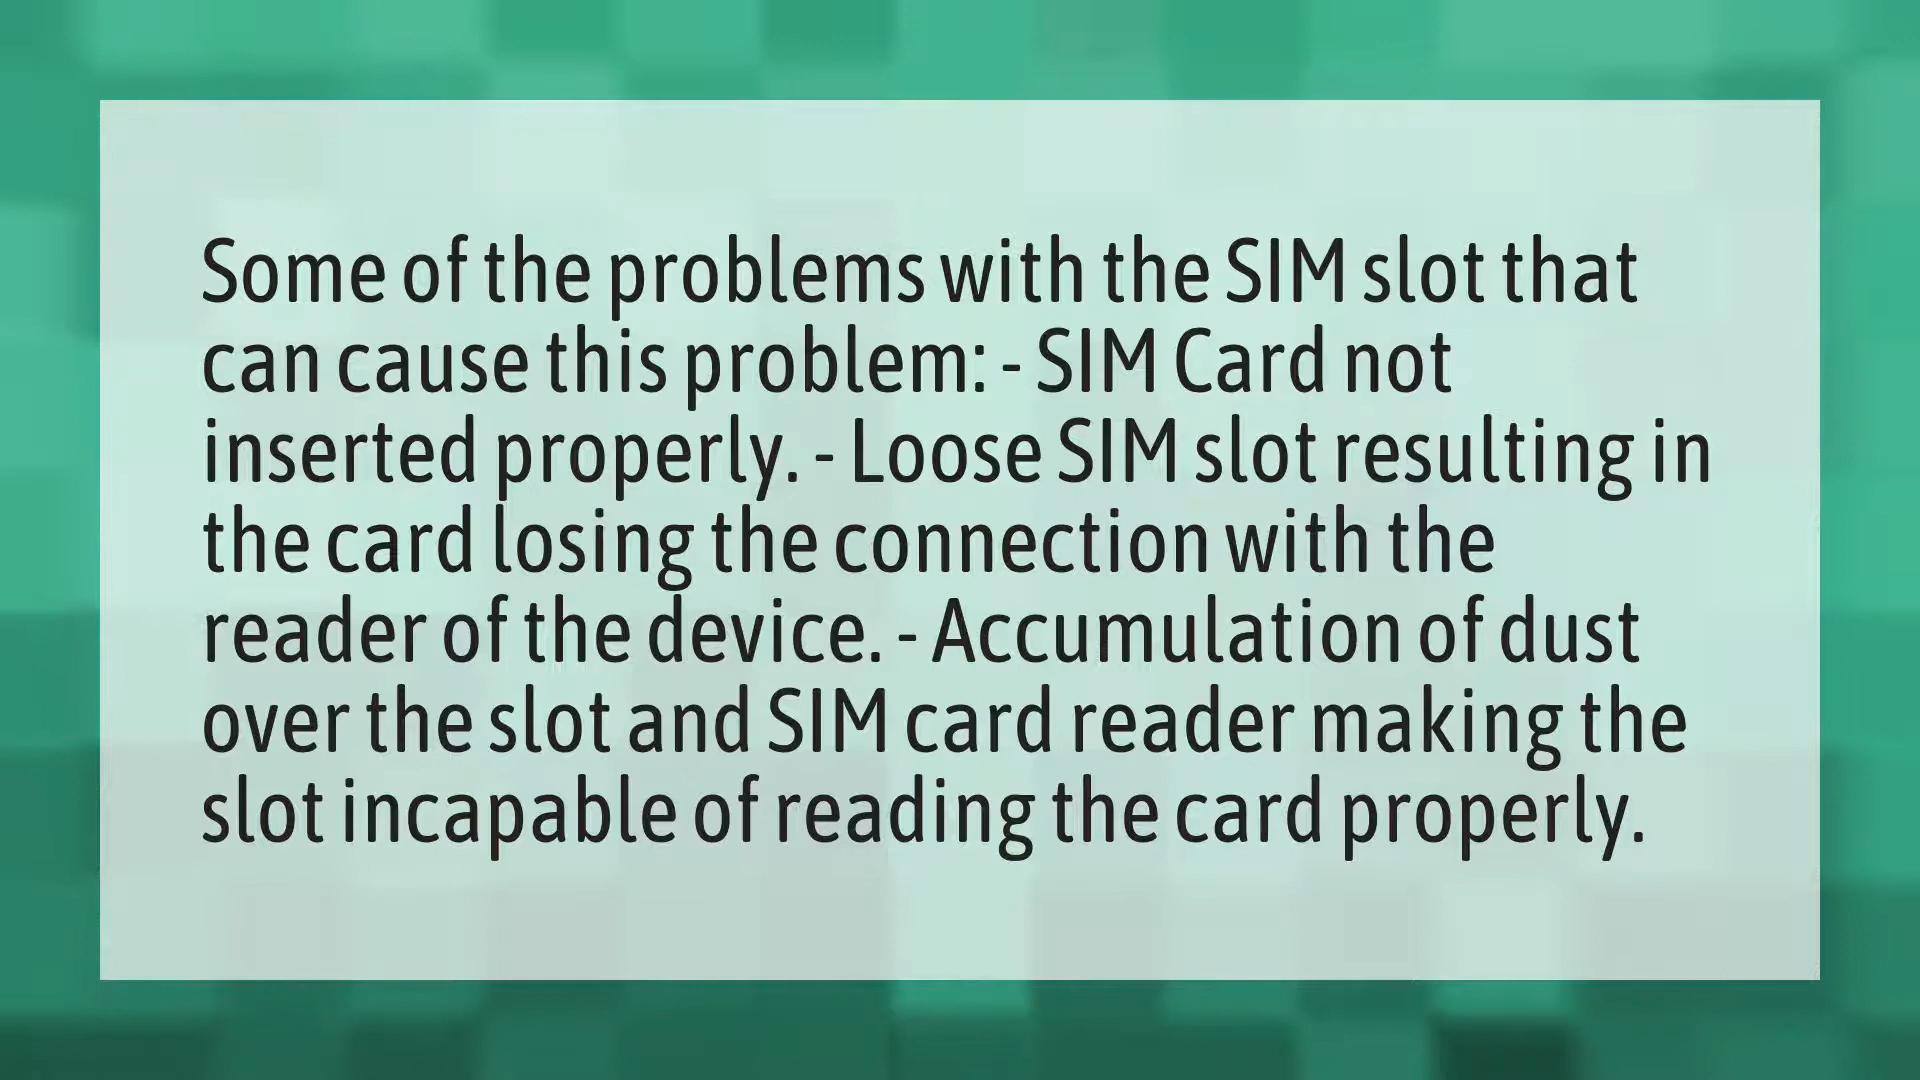 Some of the problems with the SIM slot that
can cause this problem: - SIM Card not
inserted properly. - Loose SIM slot resulting in
the card losing the connection with the
reader of the device. - Accumulation of dust
over the slot and SIM card reader making the
slot incapable of reading the card properly.